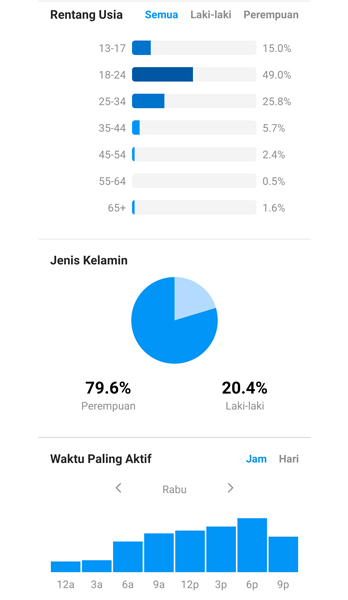 Rentang Usia Semua Laki-laki Perempuan
13-17 15.0%
18-24 49.0%
25-34 25.8%
35-44 5.7%
45-54 2.4%
55-64 0.5%
65+ 1.6%
Jenis Kelamin
79.6% 20.4%
Perempuan Laki-laki
Waktu Paling Aktif Jam Hari
Rabu
12a 3a 6a 9a 12p 3p 6p 9p